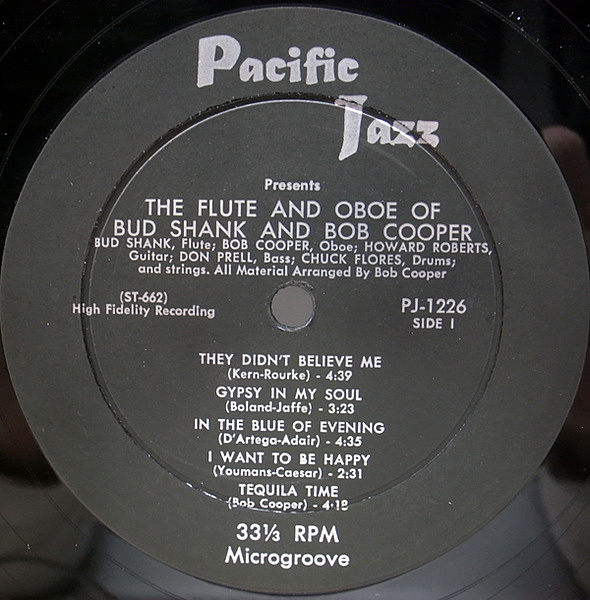 Pacific
Jazz
Presents
THE FLUTE AND OBOE OF
BUD SHANK AND BOB COOPER
BUD SHANK, Flute; BOB COOPER, Oboe; HOWARD ROBERTS,
Guitar; DON PRELL, Bass; CHUCK FLORES, Drums;
and strings. All Material Arranged By Bob Cooper
(ST-662)
High Fidelity Recording
PJ-1226
SIDE I
THEY DIDN'T BELIEVE ME
(Kern-Rourke) - 4:39
GYPSY IN MY SOUL
(Boland-Jaffe) - 3:23
IN THE BLUE OF EVENING
(D'Artega-Adair) - 4:35
I WANT TO BE HAPPY
(Youmans-Caesar) - 2:31
TEQUILA TIME
(Bob Cooper) - 4:18
33⅓ RPM
Microgroove